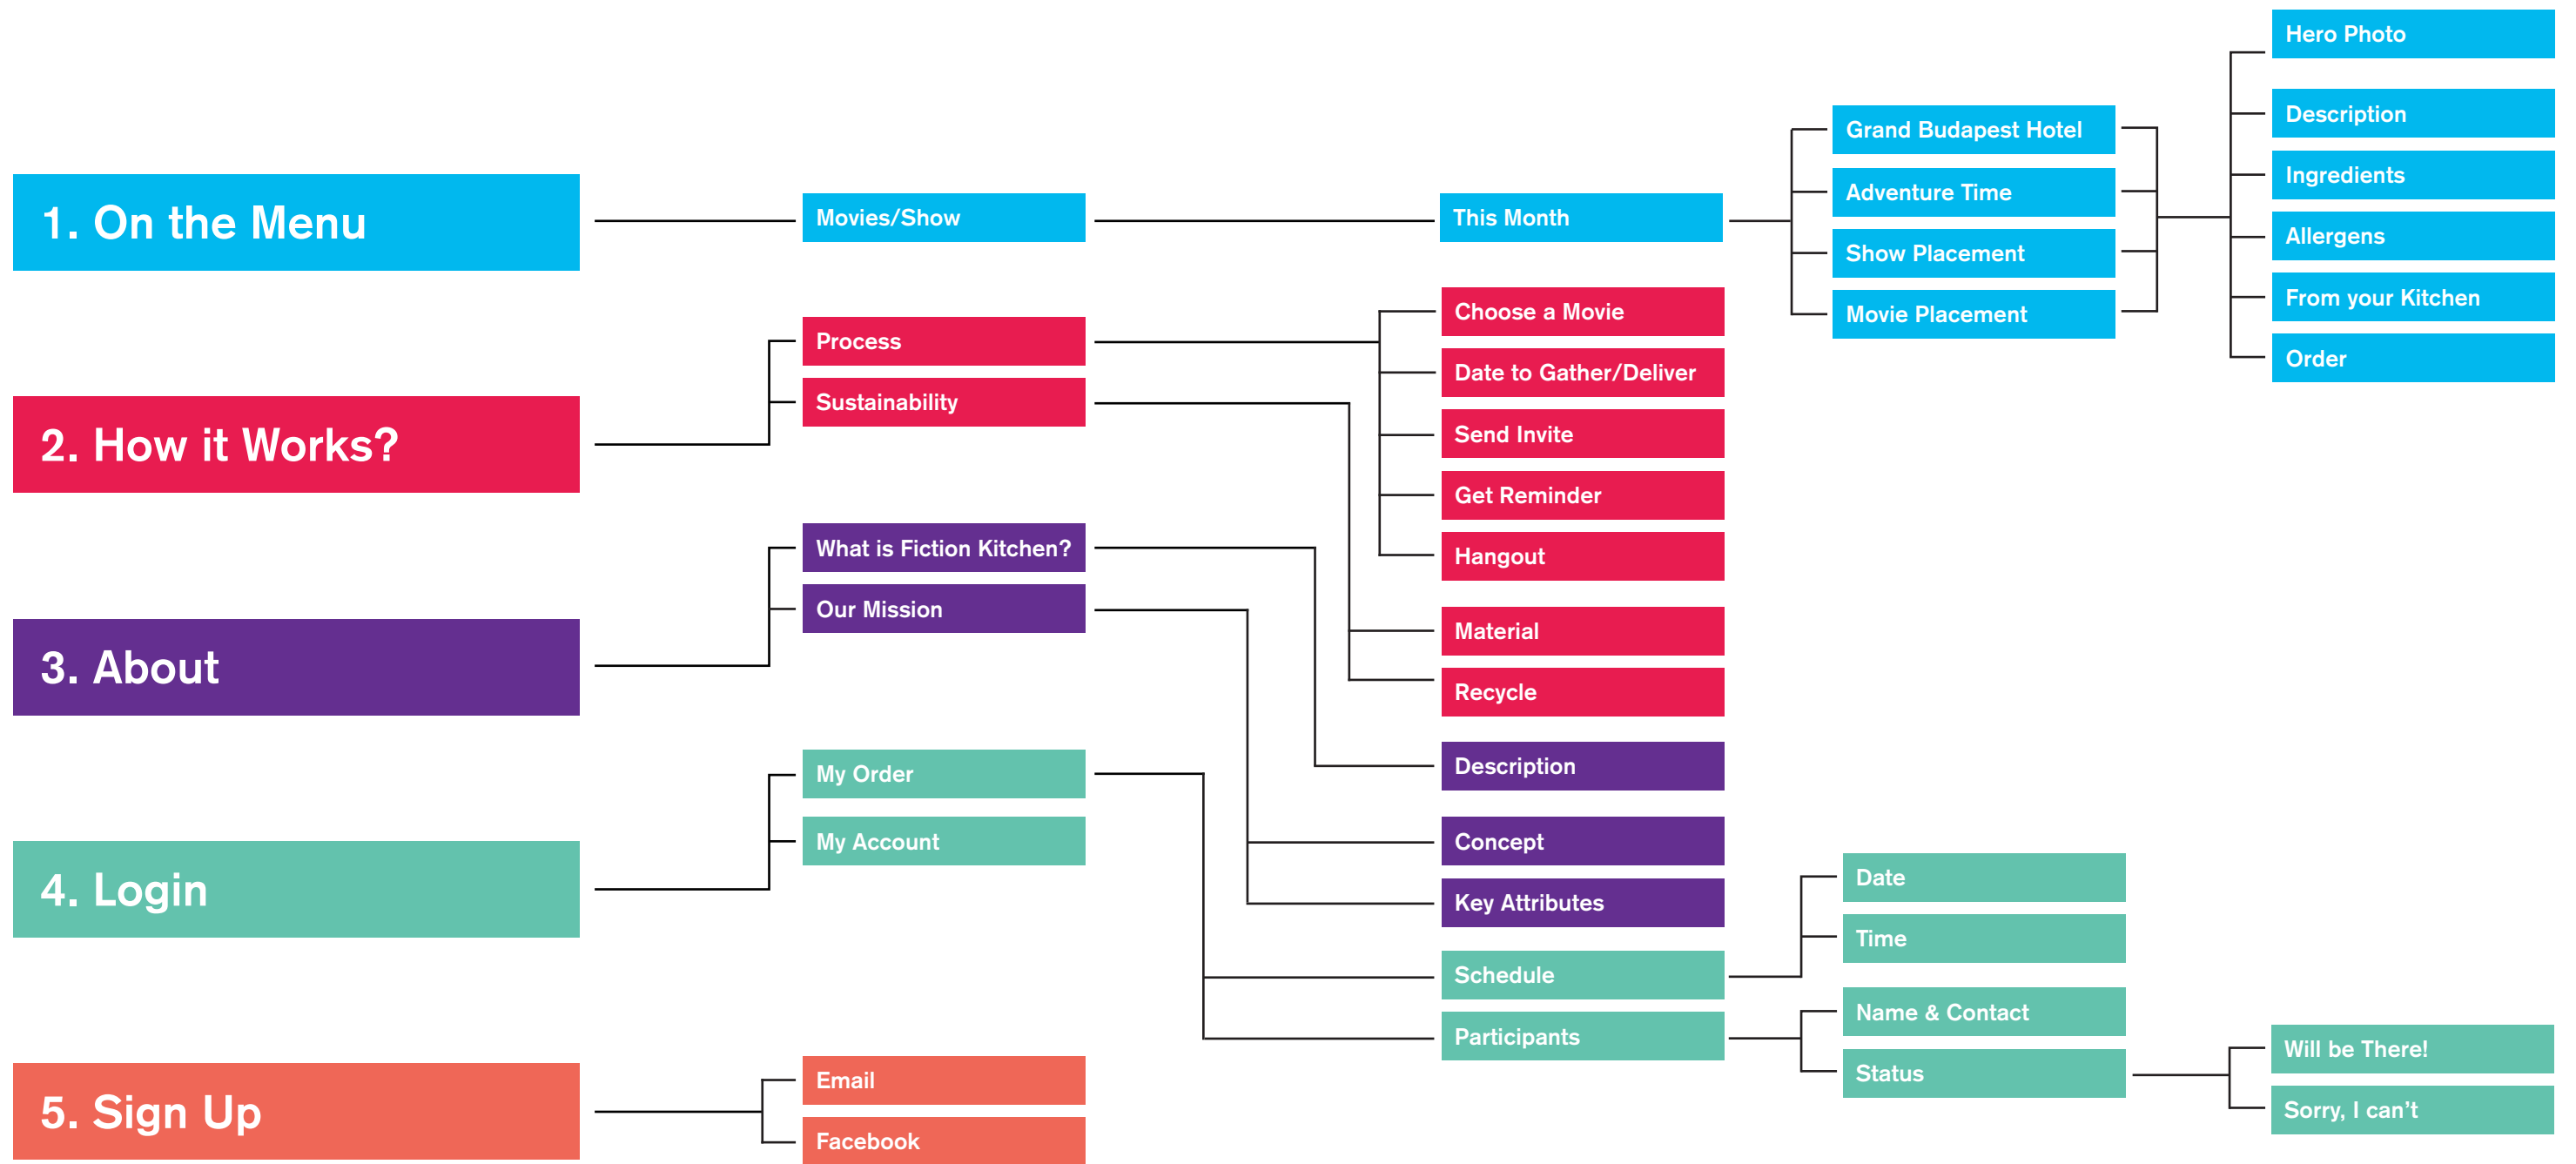 1. On the Menu
Movies/Show
This Month
Grand Budapest Hotel
Adventure Time
Show Placement
Movie Placement
Hero Photo
Description
Ingredients
Allergens
From your Kitchen
Order
2. How it Works?
Process
Sustainability
Choose a Movie
Date to Gather/Deliver
Send Invite
Get Reminder
Hangout
Material
Recycle
3. About
What is Fiction Kitchen?
Our Mission
Description
Concept
Key Attributes
4. Login
My Order
My Account
Schedule
Participants
Date
Time
Name & Contact
Status
Will be There!
Sorry, I can’t
5. Sign Up
Email
Facebook